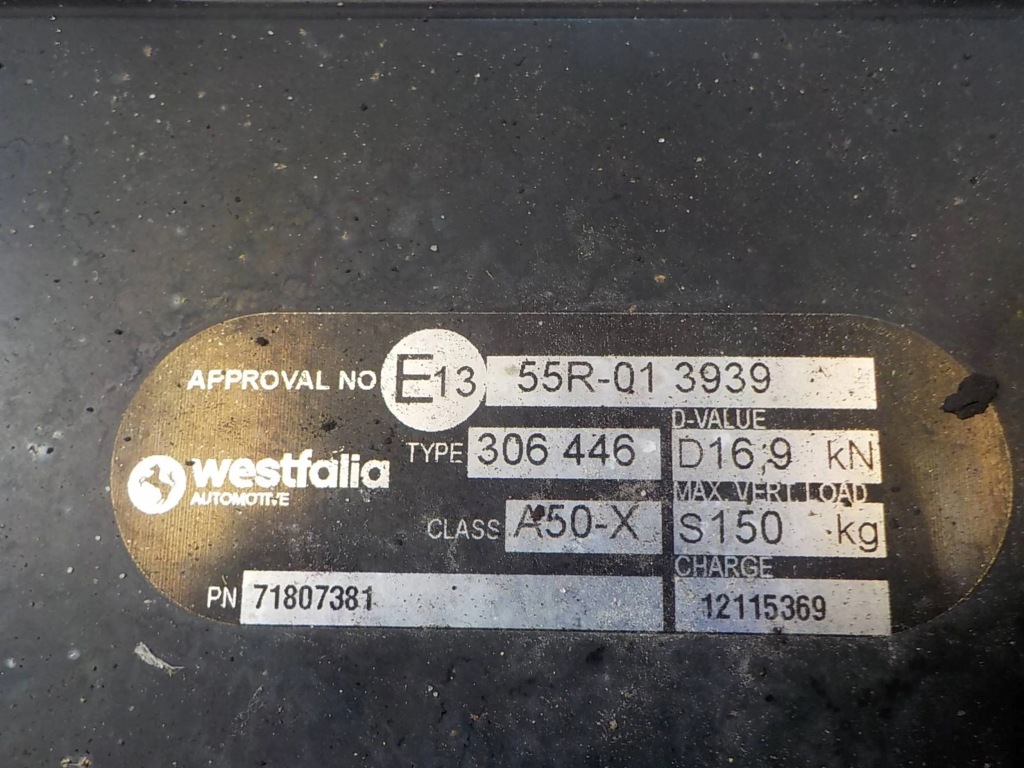 APPROVAL NO E13 55R-01 3939
D-VALUE
TYPE 306 446 D16,9 kN
westfalia
AUTOMOTIVE
MAX. VERT. LOAD
CLASS A50-X S150 kg
CHARGE
PN 71807381 12115369